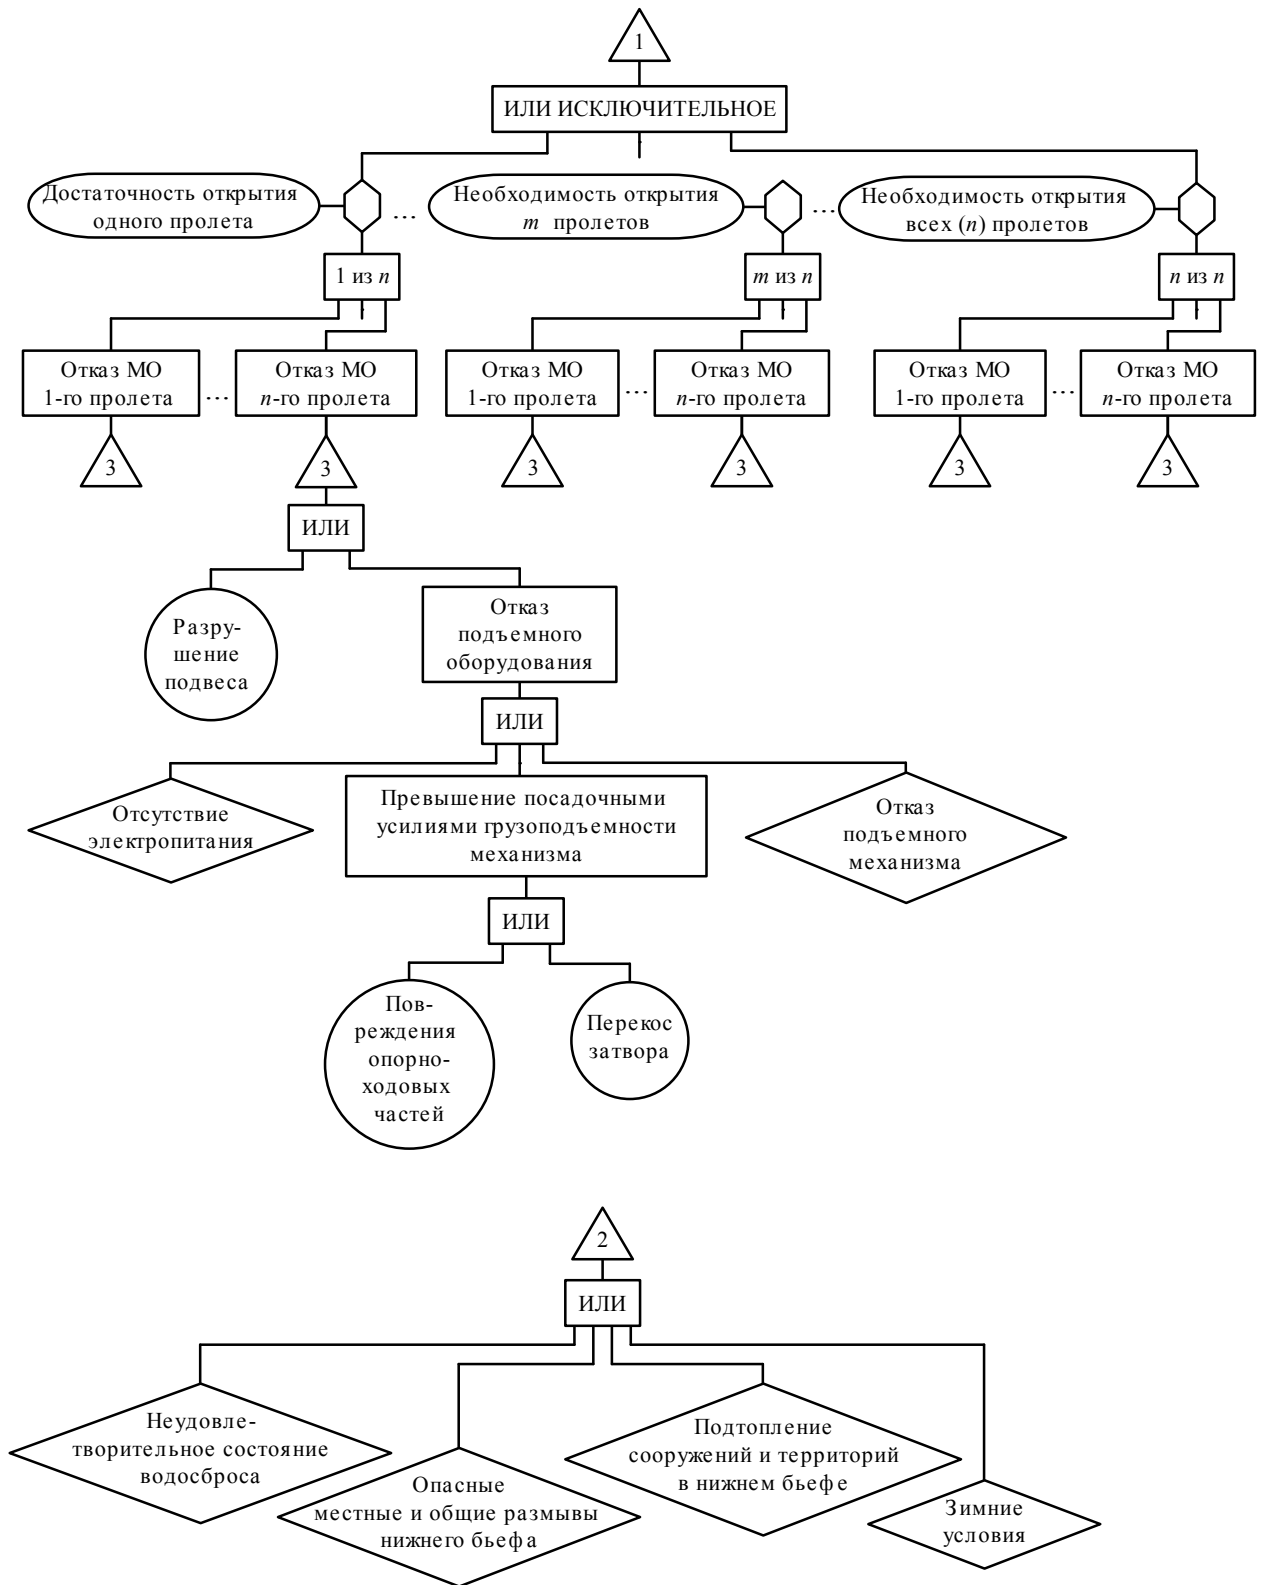 1
ИЛИ ИСКЛЮЧИТЕЛЬНОЕ
Достаточность открытия
одного пролета
...
Необходимость открытия
m пролетов
...
Необходимость открытия
всех (n) пролетов
1 из n
m из n
n из n
Отказ МО
1-го пролета
...
Отказ МО
n-го пролета
Отказ МО
1-го пролета
...
Отказ МО
n-го пролета
Отказ МО
1-го пролета
...
Отказ МО
n-го пролета
3
3
3
3
3
3
ИЛИ
Разру-
шение
подвеса
Отказ
подъемного
оборудования
ИЛИ
Отсутствие
электропитания
Превышение посадочными
усилиями грузоподъемности
механизма
Отказ
подъемного
механизма
ИЛИ
Пов-
реждения
опорно-
ходовых
частей
Перекос
затвора
2
ИЛИ
Неудовле-
творительное состояние
водосброса
Опасные
местные и общие размывы
нижнего бьефа
Подтопление
сооружений и территорий
в нижнем бьефе
Зимние
условия